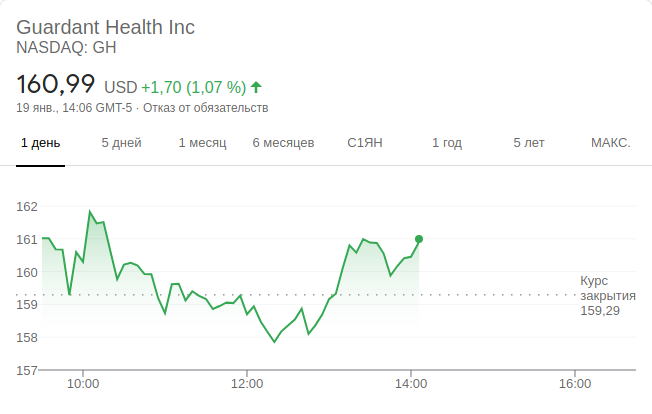 Guardant Health Inc
NASDAQ: GH
160,99 USD +1,70 (1,07 %)
19 янв., 14:06 GMT-5 · Отказ от обязательств
1 день 5 дней 1 месяц 6 месяцев С1ЯН 1 год 5 лет МАКС.
162
161
160
159
158
157
Курс
закрытия
159,29
10:00 12:00 14:00 16:00